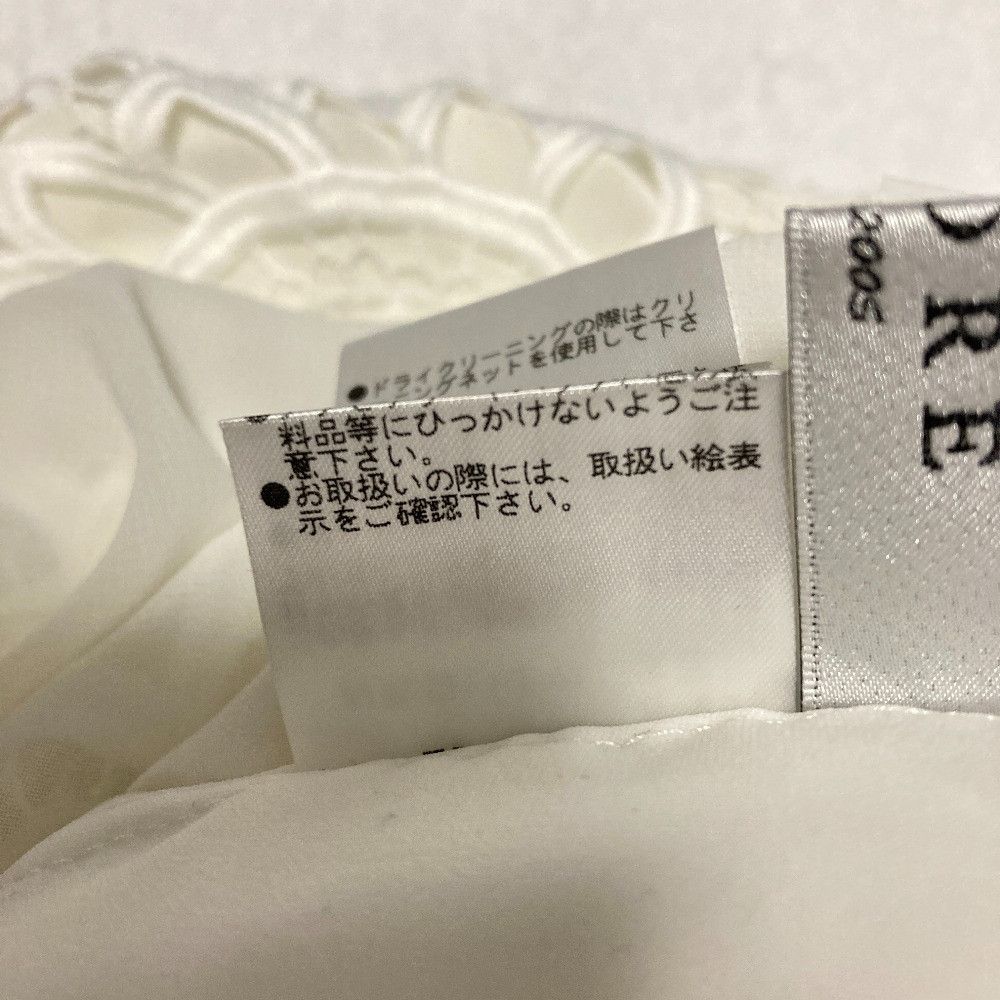 ●ドライクリーニングの際はクリ
ーニングネットを使用して下さ
料品等にひっかけないようご注
意下さい。
●お取扱いの際には、取扱い絵表
示をご確認下さい。
2005
ORE